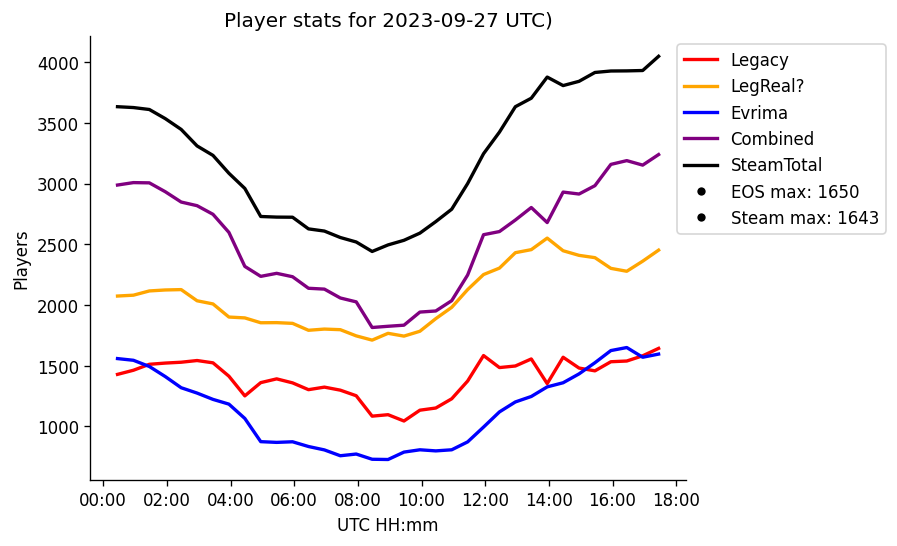 Player stats for 2023-09-27 UTC)
Players
4000
3500
3000
2500
2000
1500
1000
00:00 02:00 04:00 06:00 08:00 10:00 12:00 14:00 16:00 18:00
UTC HH:mm
Legacy
LegReal?
Evrima
Combined
SteamTotal
EOS max: 1650
Steam max: 1643